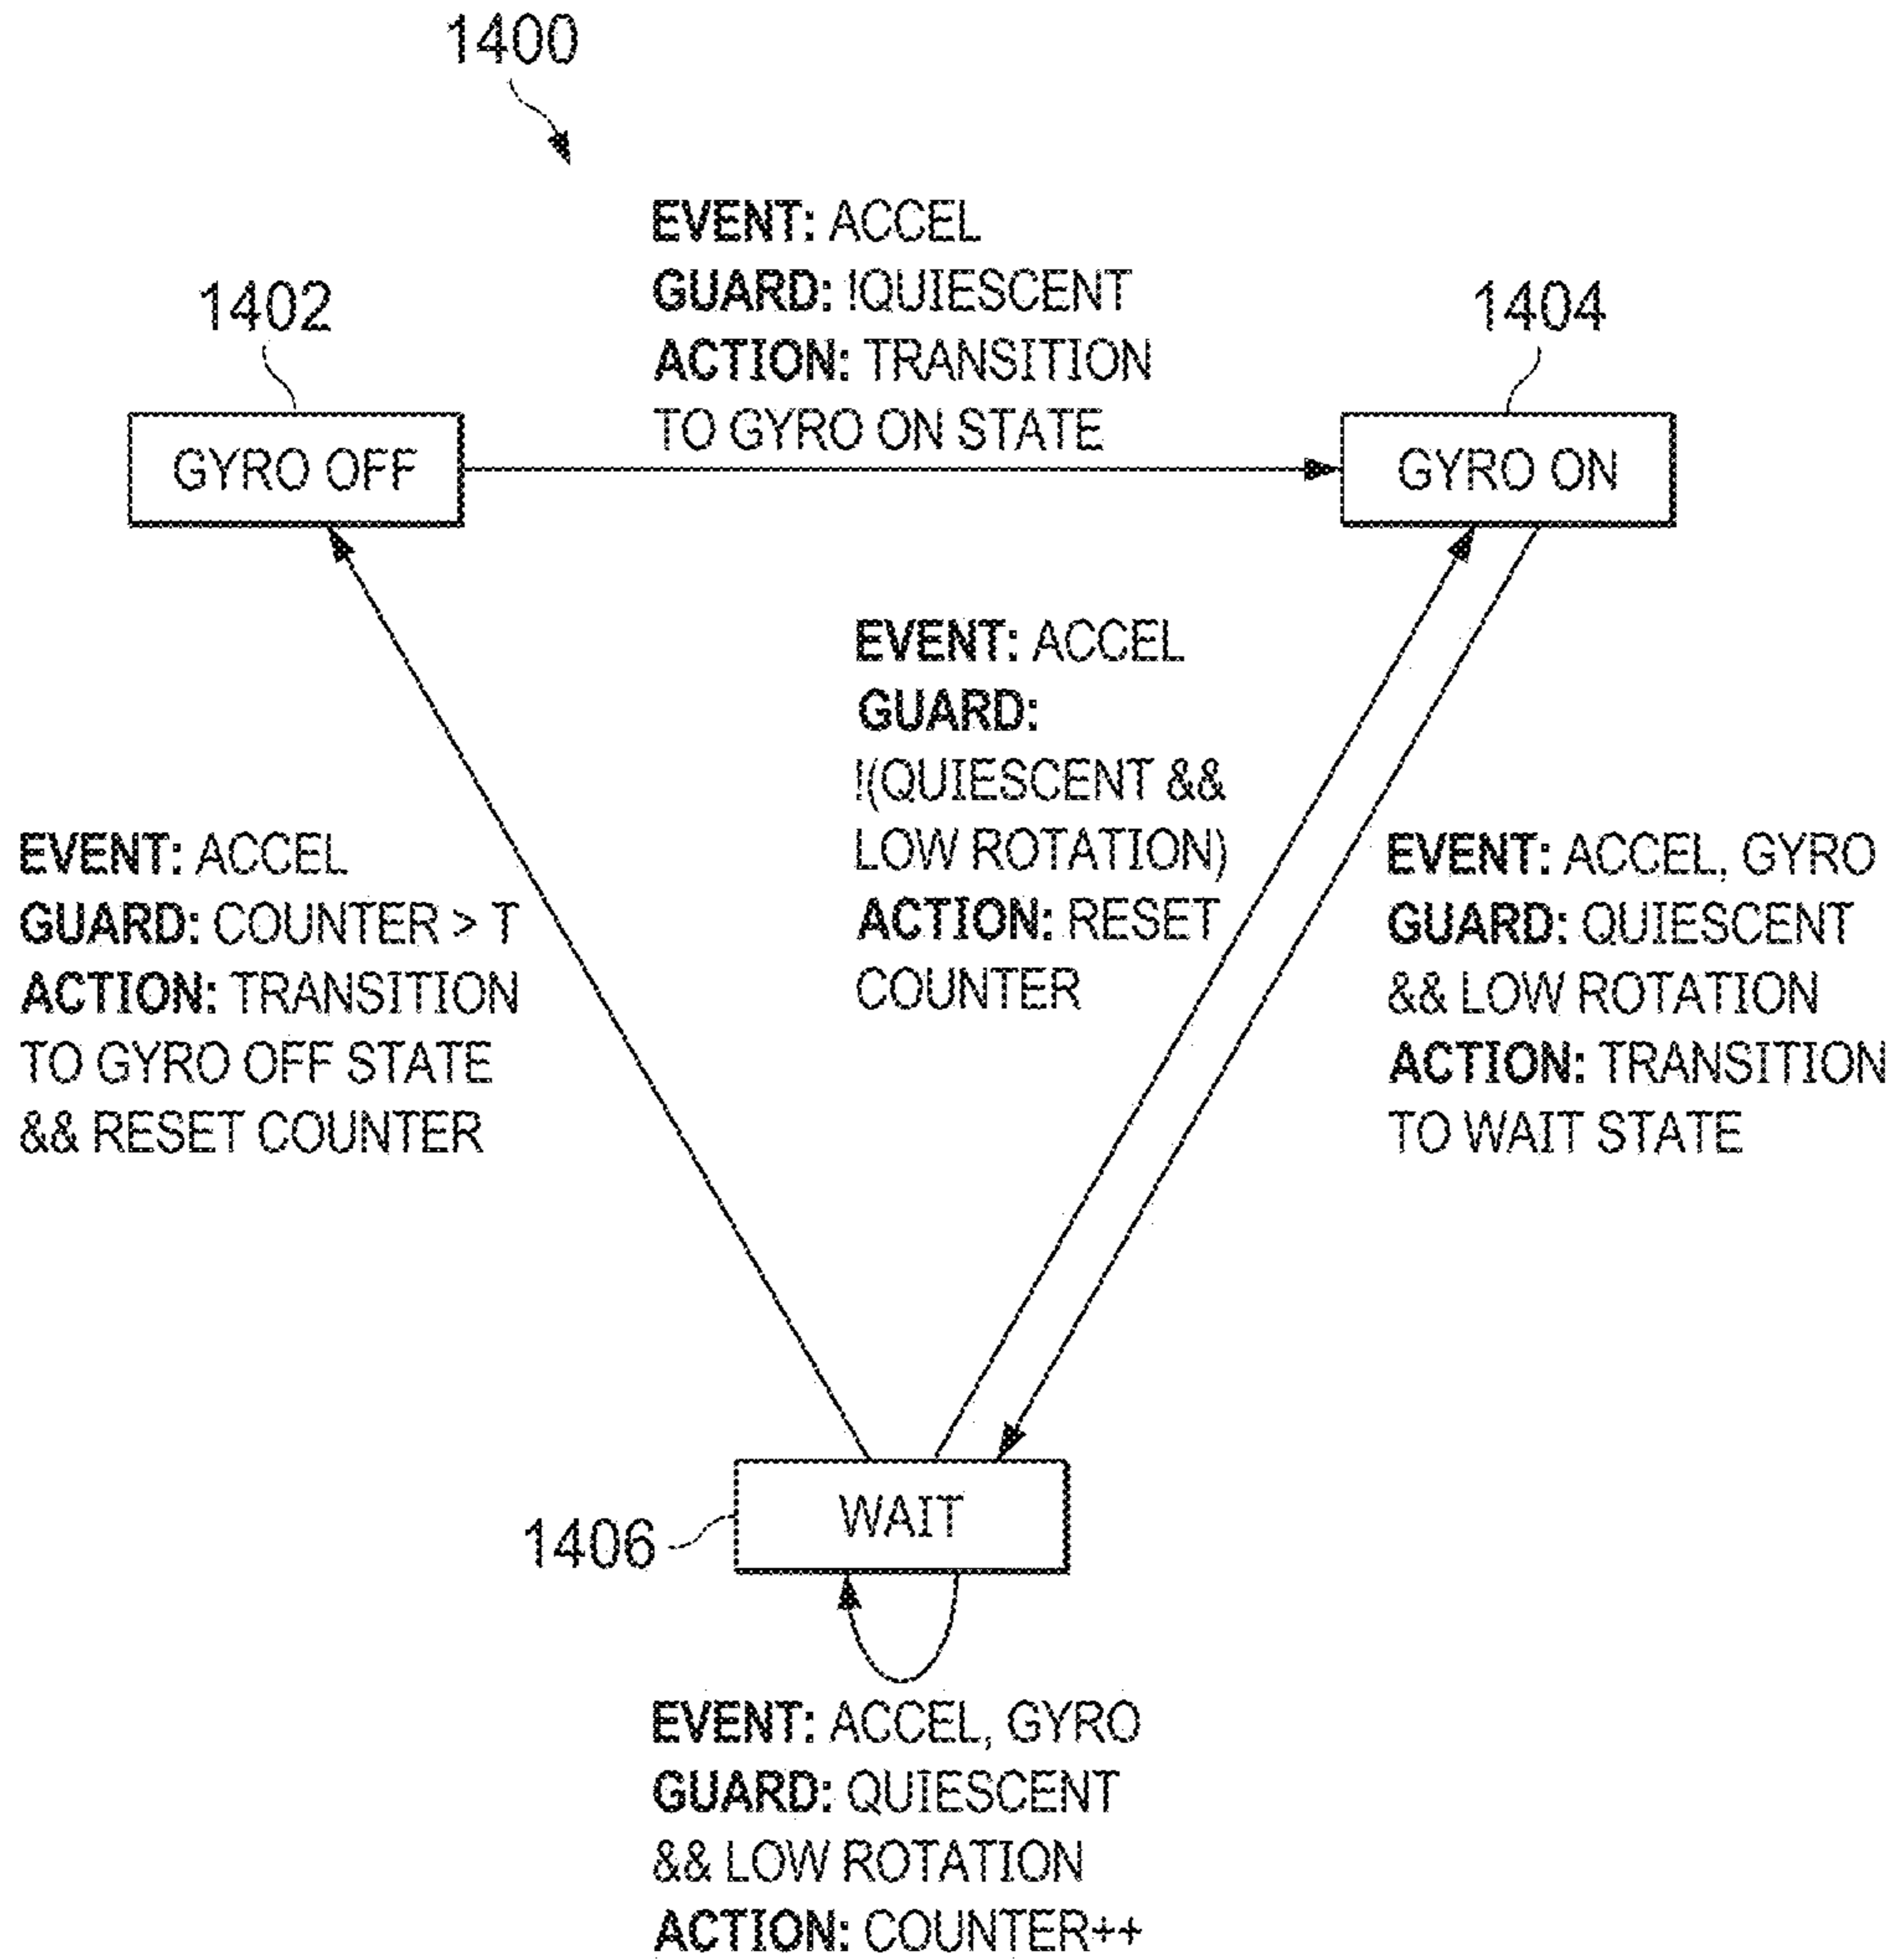 1400
EVENT: ACCEL
GUARD: !QUIESCENT
ACTION: TRANSITION
TO GYRO ON STATE
1402
GYRO OFF
1404
GYRO ON
EVENT: ACCEL
GUARD:
!(QUIESCENT &&
LOW ROTATION)
ACTION: RESET
COUNTER
EVENT: ACCEL
GUARD: COUNTER > T
ACTION: TRANSITION
TO GYRO OFF STATE
&& RESET COUNTER
EVENT: ACCEL, GYRO
GUARD: QUIESCENT
&& LOW ROTATION
ACTION: TRANSITION
TO WAIT STATE
WAIT
1406
EVENT: ACCEL, GYRO
GUARD: QUIESCENT
&& LOW ROTATION
ACTION: COUNTER++